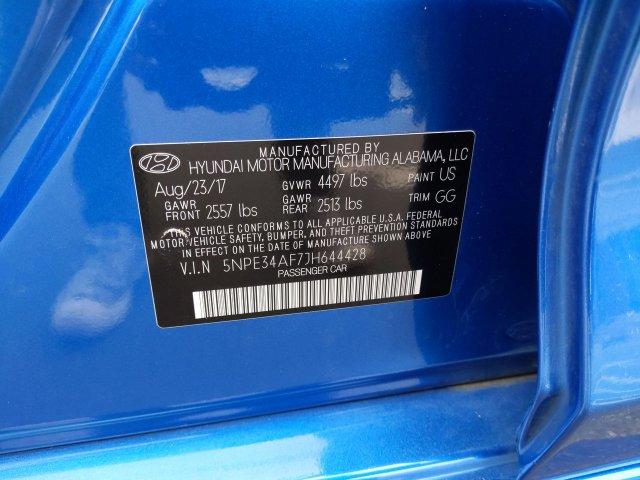 MANUFACTURED BY
HYUNDAI MOTOR MANUFACTURING ALABAMA, LLC
Aug/23/17 GVWR 4497 lbs PAINT US
GAWR FRONT 2557 lbs GAWR REAR 2513 lbs TRIM GG
THIS VEHICLE CONFORMS TO ALL APPLICABLE U.S.A. FEDERAL
MOTOR VEHICLE SAFETY, BUMPER, AND THEFT PREVENTION STANDARDS
IN EFFECT ON THE DATE OF MANUFACTURE SHOWN ABOVE.
V.I.N 5NPE34AF7JH644428
PASSENGER CAR